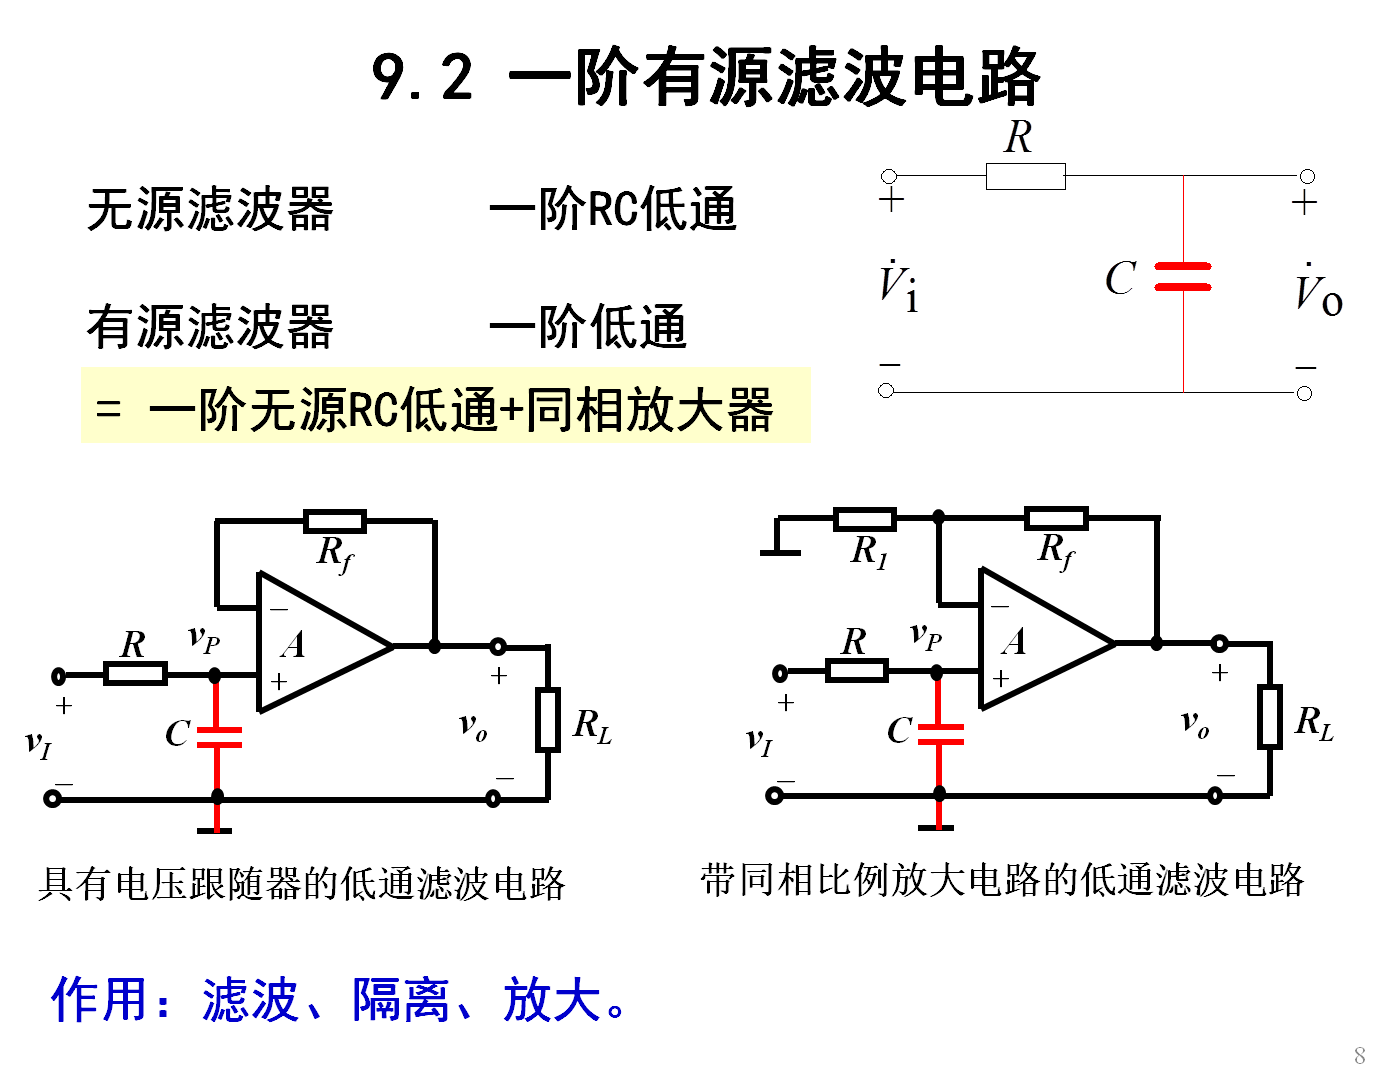 9.2 一阶有源滤波电路
无源滤波器 一阶RC低通
有源滤波器 一阶低通
= 一阶无源RC低通+同相放大器
R
+ +
C
V̇i V̇o
− −
Rf
− A +
R vP
+ +
C
vI vo RL
− −
具有电压跟随器的低通滤波电路
R1 Rf
− A +
R vP
+ +
C
vI vo RL
− −
带同相比例放大电路的低通滤波电路
作用：滤波、隔离、放大。
8